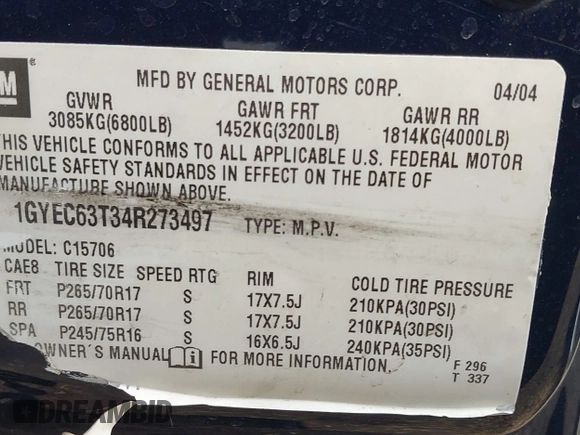 M ®
MFD BY GENERAL MOTORS CORP. 04/04
GVWR GAWR FRT GAWR RR
3085KG(6800LB) 1452KG(3200LB) 1814KG(4000LB)
THIS VEHICLE CONFORMS TO ALL APPLICABLE U.S. FEDERAL MOTOR
VEHICLE SAFETY STANDARDS IN EFFECT ON THE DATE OF
MANUFACTURE SHOWN ABOVE.
1GYEC63T34R273497 TYPE: M.P.V.
MODEL: C15706
CAE8 TIRE SIZE SPEED RTG RIM COLD TIRE PRESSURE
FRT P265/70R17 S 17X7.5J 210KPA(30PSI)
RR P265/70R17 S 17X7.5J 210KPA(30PSI)
SPA P245/75R16 S 16X6.5J 240KPA(35PSI)
OWNER'S MANUAL i FOR MORE INFORMATION.
F 296
T 337
DREAMBID